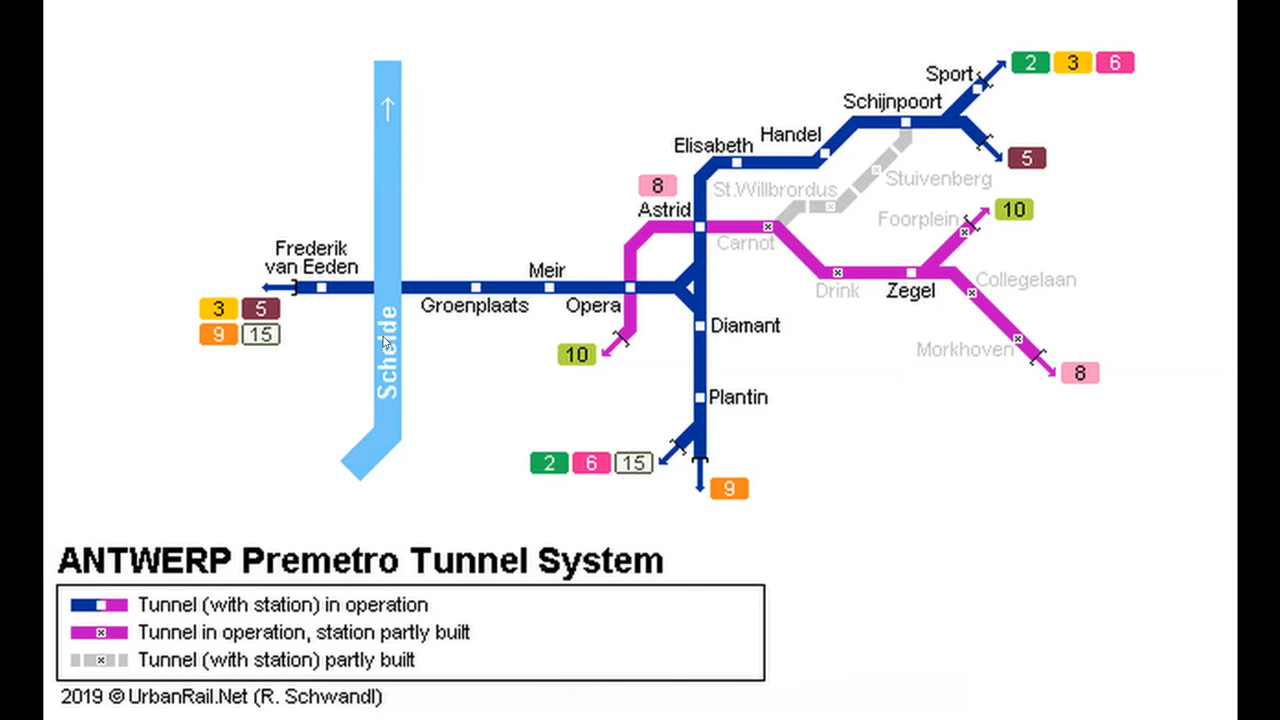 Sport
2 3 6
Schijnpoort
Handel
Elisabeth
5
Stuivenberg
8
St.Willbrordus
Astrid
10
Foorplein
Carnot
Frederik
van Eeden
Meir
Drink
Zegel
Collegelaan
3 5
Groenplaats
Opera
9 15
Diamant
Morkhoven
10
Schelde
8
Plantin
2 6 15
9
ANTWERP Premetro Tunnel System
Tunnel (with station) in operation
Tunnel in operation, station partly built
Tunnel (with station) partly built
2019 © UrbanRail.Net (R. Schwandl)